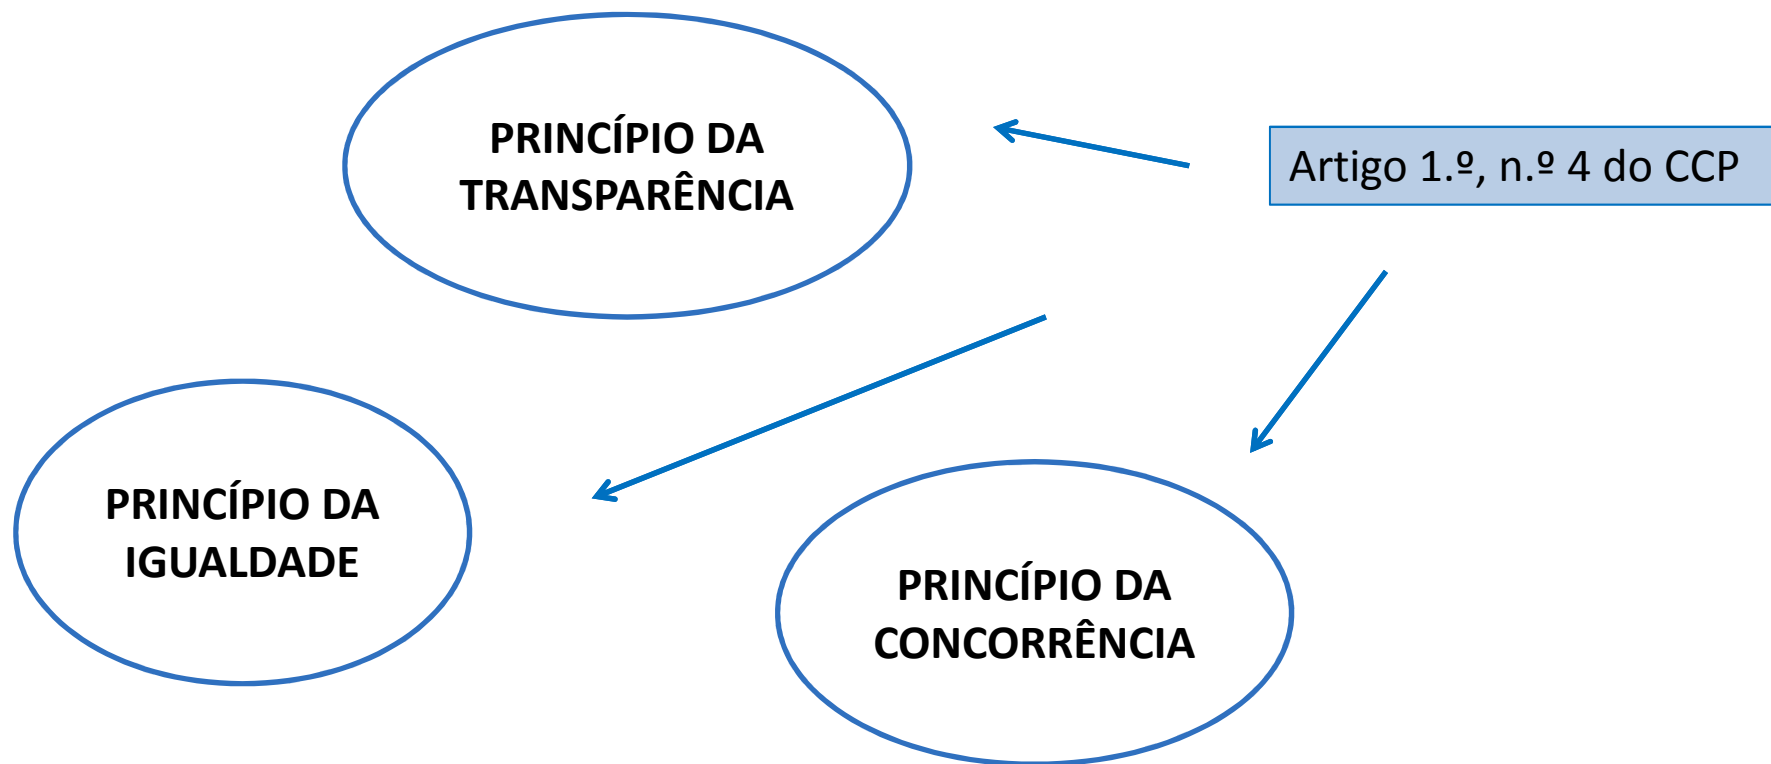 PRINCÍPIO DA
TRANSPARÊNCIA
Artigo 1.º, n.º 4 do CCP
PRINCÍPIO DA
IGUALDADE
PRINCÍPIO DA
CONCORRÊNCIA